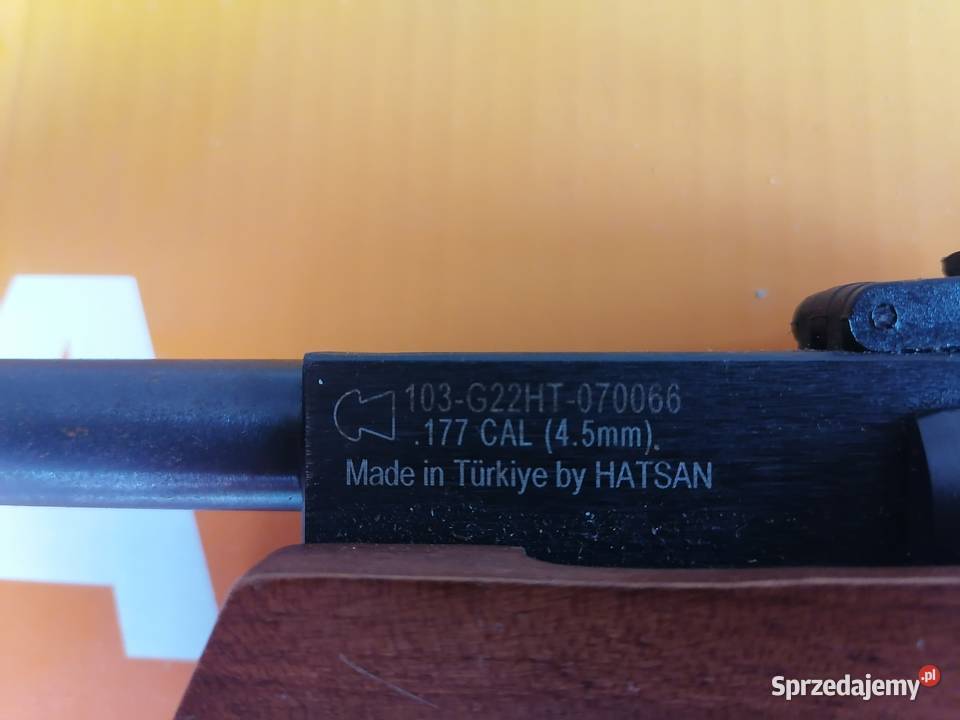 103-G22HT-070066
.177 CAL (4.5mm).
Made in Türkiye by HATSAN
Sprzedajemy.pl